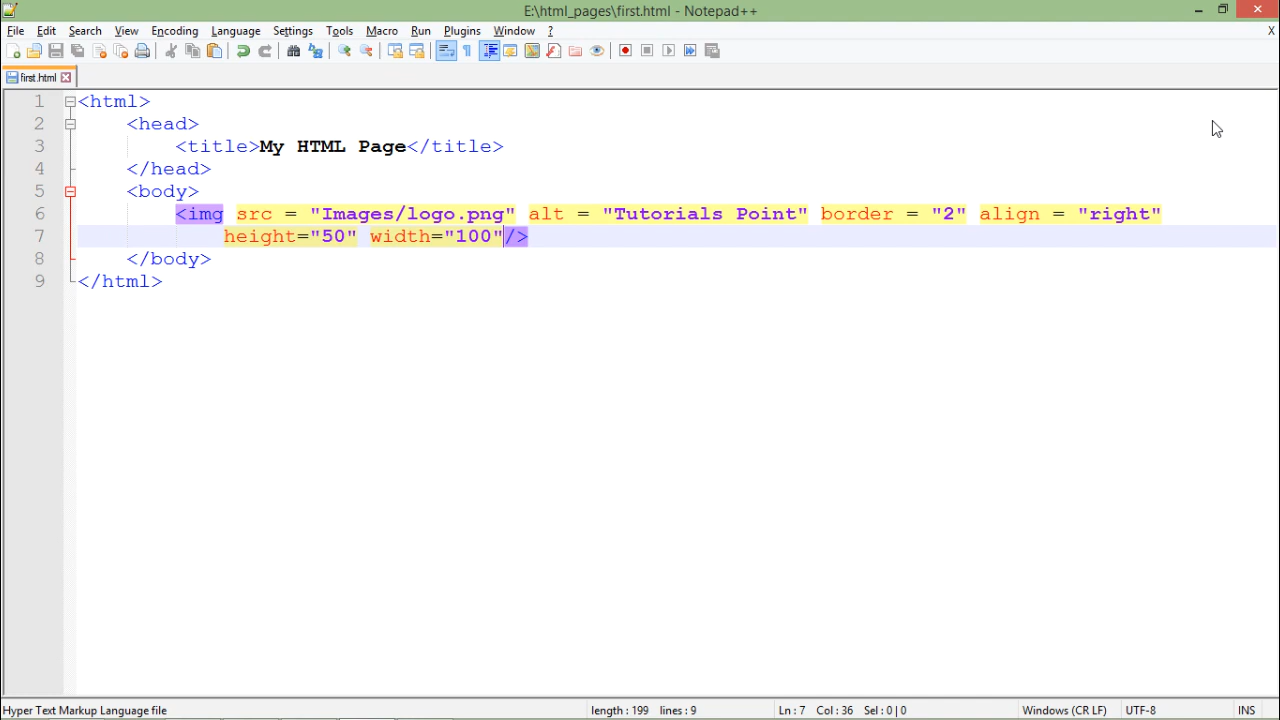 E:\html_pages\first.html - Notepad++
File Edit Search View Encoding Language Settings Tools Macro Run Plugins Window ? X
first.html
1 <html>
2 <head>
3 <title>My HTML Page</title>
4 </head>
5 <body>
6 <img src = "Images/logo.png" alt = "Tutorials Point" border = "2" align = "right"
7 height="50" width="100"/>
8 </body>
9 </html>
Hyper Text Markup Language file length : 199 lines : 9 Ln : 7 Col : 36 Sel : 0 | 0 Windows (CR LF) UTF-8 INS